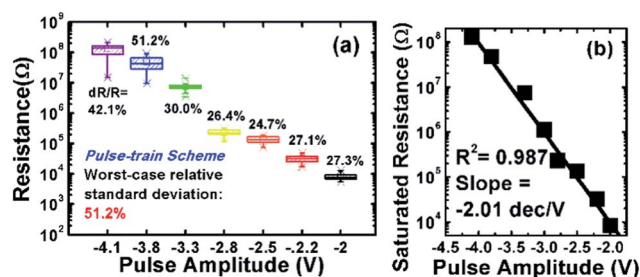 (a)
Resistance(Ω)
10⁹
10⁸
10⁷
10⁶
10⁵
10⁴
10³
51.2%
dR/R=
42.1%
30.0%
26.4%
24.7%
27.1%
27.3%
Pulse-train Scheme
Worst-case relative
standard deviation:
51.2%
-4.1 -3.8 -3.3 -2.8 -2.5 -2.2 -2
Pulse Amplitude (V)
(b)
Saturated Resistance (Ω)
10⁸
10⁷
10⁶
10⁵
10⁴
R²= 0.987
Slope =
-2.01 dec/V
-4.5 -4.0 -3.5 -3.0 -2.5 -2.0
Pulse Amplitude (V)